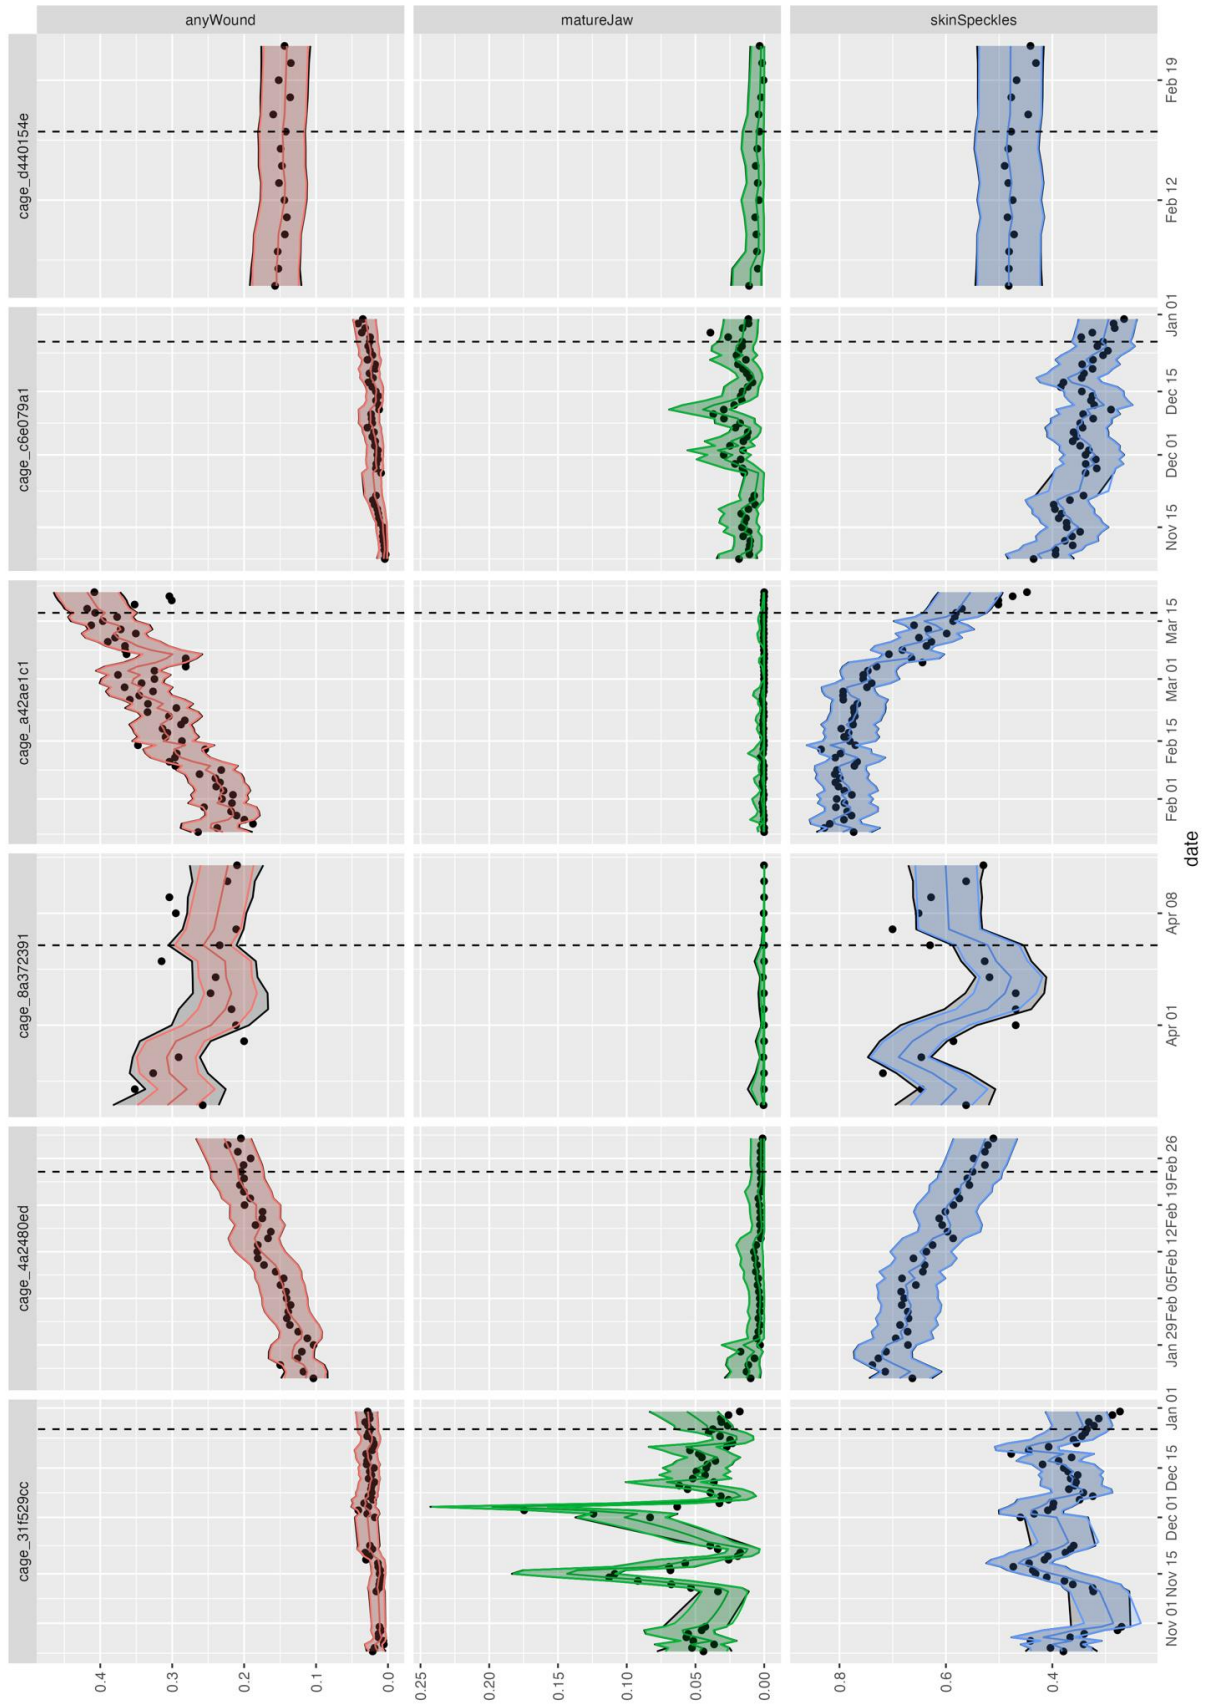 anyWound
matureJaw
skinSpeckles
cage_d440154e
cage_c6e079a1
cage_a42ae1c1
cage_8a372391
cage_4a2480ed
cage_31f529cc
0.4
0.3
0.2
0.1
0.0
0.25
0.20
0.15
0.10
0.05
0.00
0.8
0.6
0.4
Feb 19
Feb 12
Jan 01
Dec 15
Dec 01
Nov 15
Mar 15
Mar 01
Feb 15
Feb 01
Apr 08
Apr 01
Feb 26
Feb 19
Feb 12
Feb 05
Jan 29
Jan 01
Dec 15
Dec 01
Nov 15
Nov 01
date